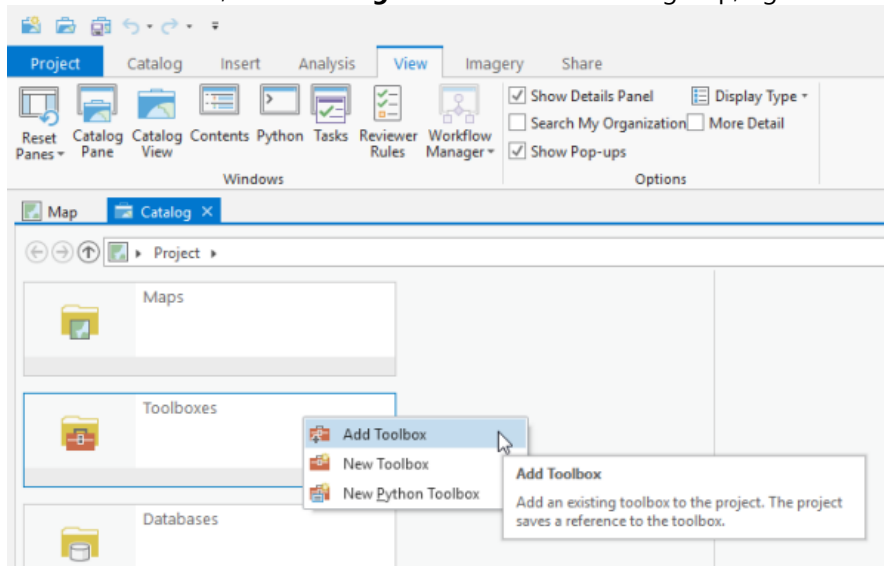 Project Catalog Insert Analysis View Imagery Share
Reset Panes
Catalog Pane
Catalog View
Contents
Python
Tasks
Reviewer Rules
Workflow Manager
Windows
Show Details Panel
Search My Organization
Show Pop-ups
Display Type
More Detail
Options
Map
Catalog
Project
Maps
Toolboxes
Add Toolbox
New Toolbox
New Python Toolbox
Add Toolbox
Add an existing toolbox to the project. The project
saves a reference to the toolbox.
Databases